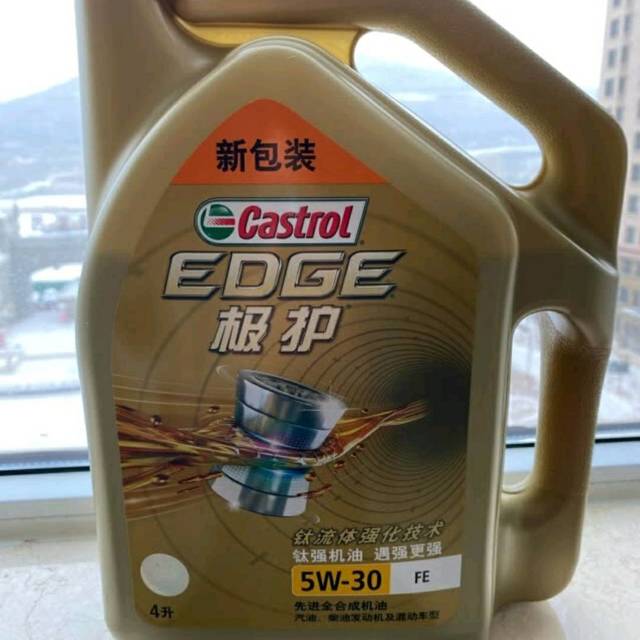 新包装
Castrol
EDGE
极护
钛流体强化技术
钛强机油 遇强更强
5W-30 FE
先进全合成机油
4升
汽油、柴油发动机及混动车型